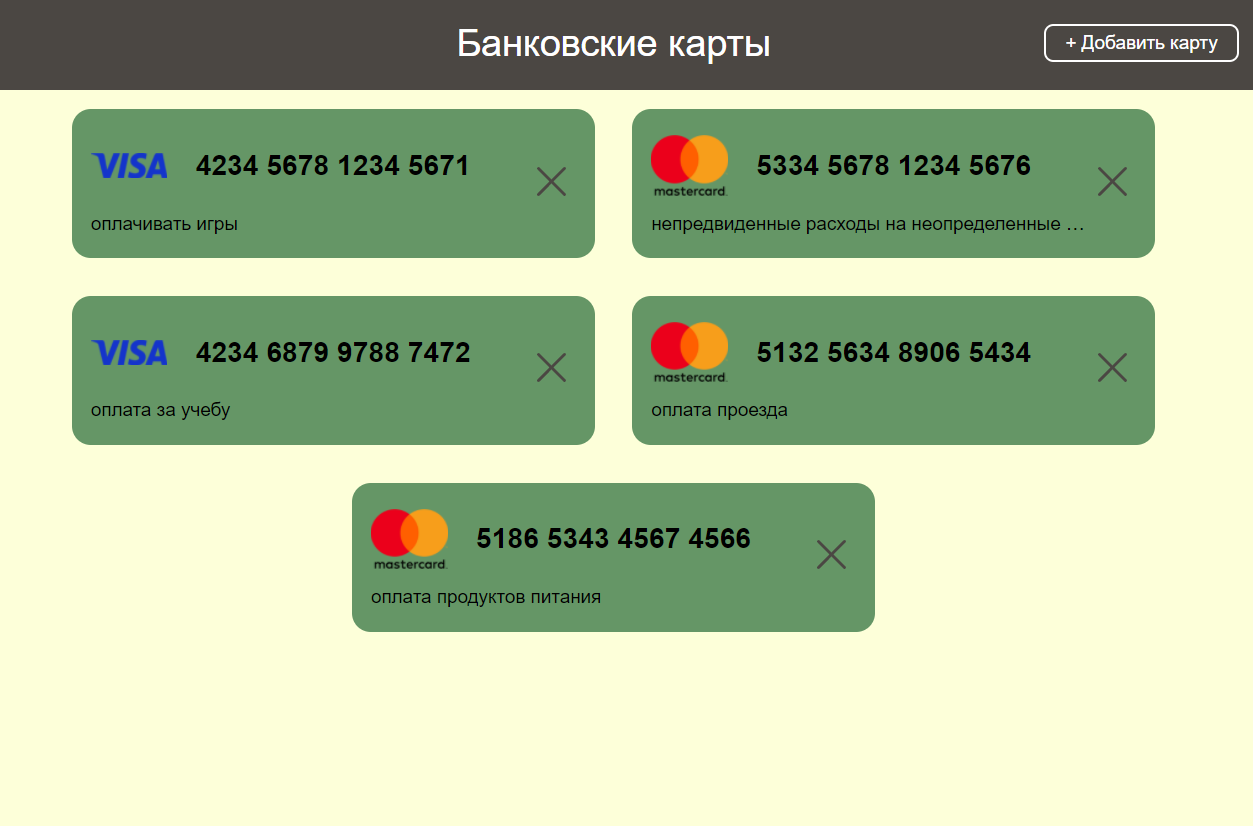 Банковские карты
+ Добавить карту
VISA 4234 5678 1234 5671
оплачивать игры
mastercard. 5334 5678 1234 5676
непредвиденные расходы на неопределенные …
VISA 4234 6879 9788 7472
оплата за учебу
mastercard. 5132 5634 8906 5434
оплата проезда
mastercard. 5186 5343 4567 4566
оплата продуктов питания